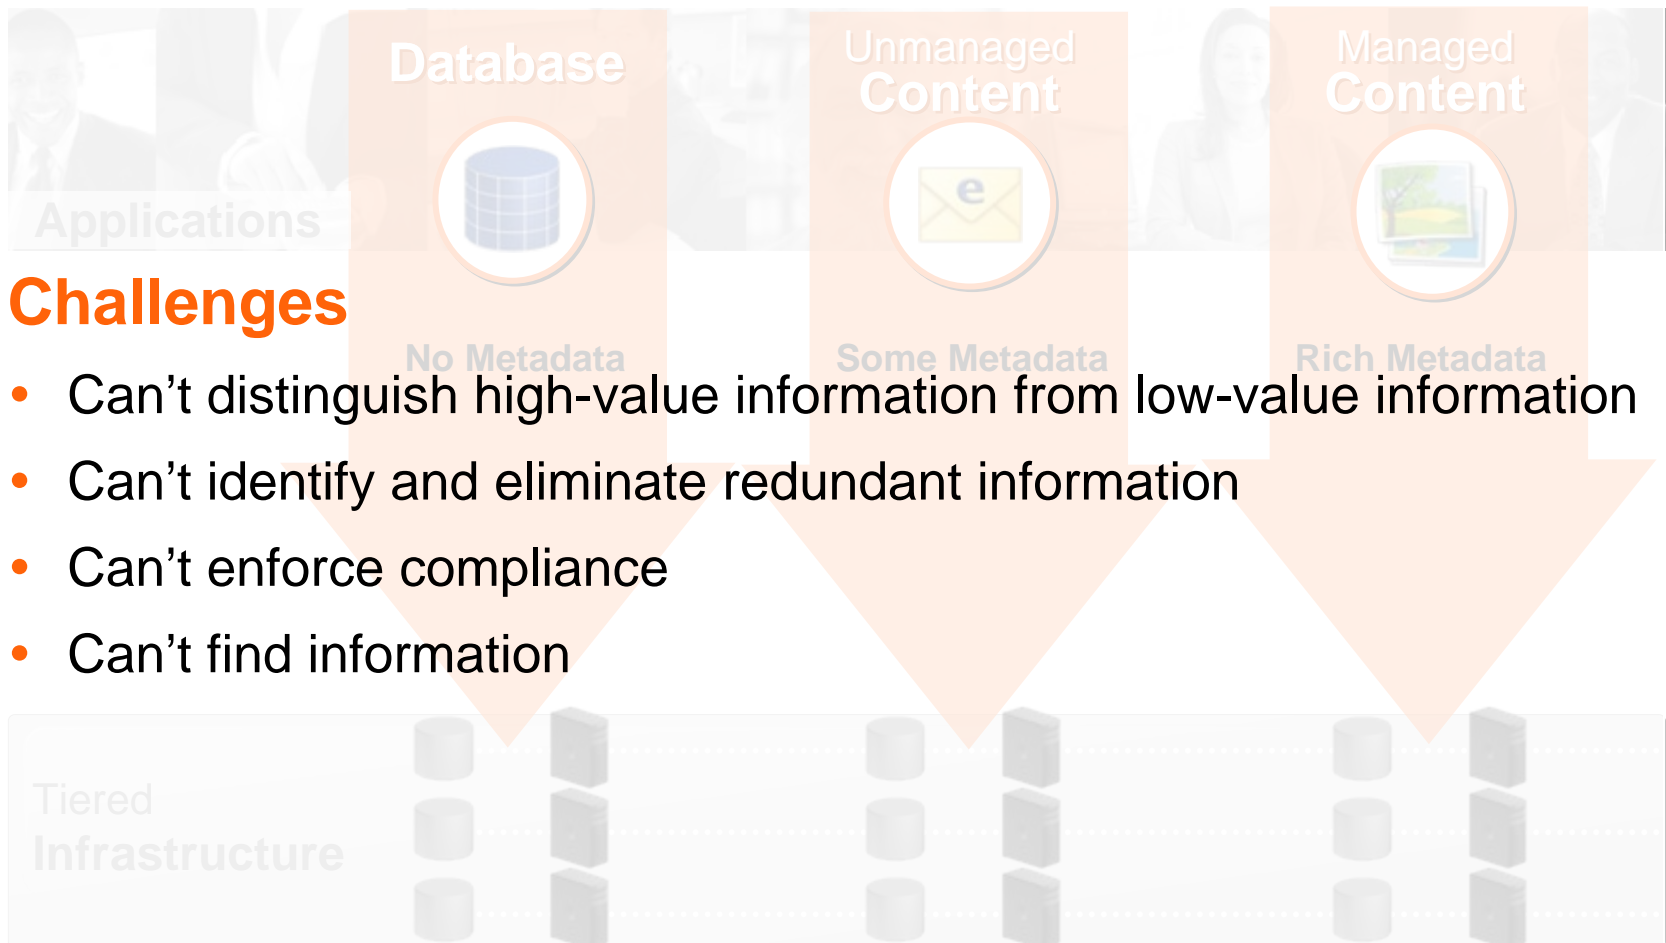 Database
Unmanaged
Content
Managed
Content
e
Applications
Challenges
No Metadata
Some Metadata
Rich Metadata
• Can’t distinguish high-value information from low-value information
• Can’t identify and eliminate redundant information
• Can’t enforce compliance
• Can’t find information
Tiered
Infrastructure